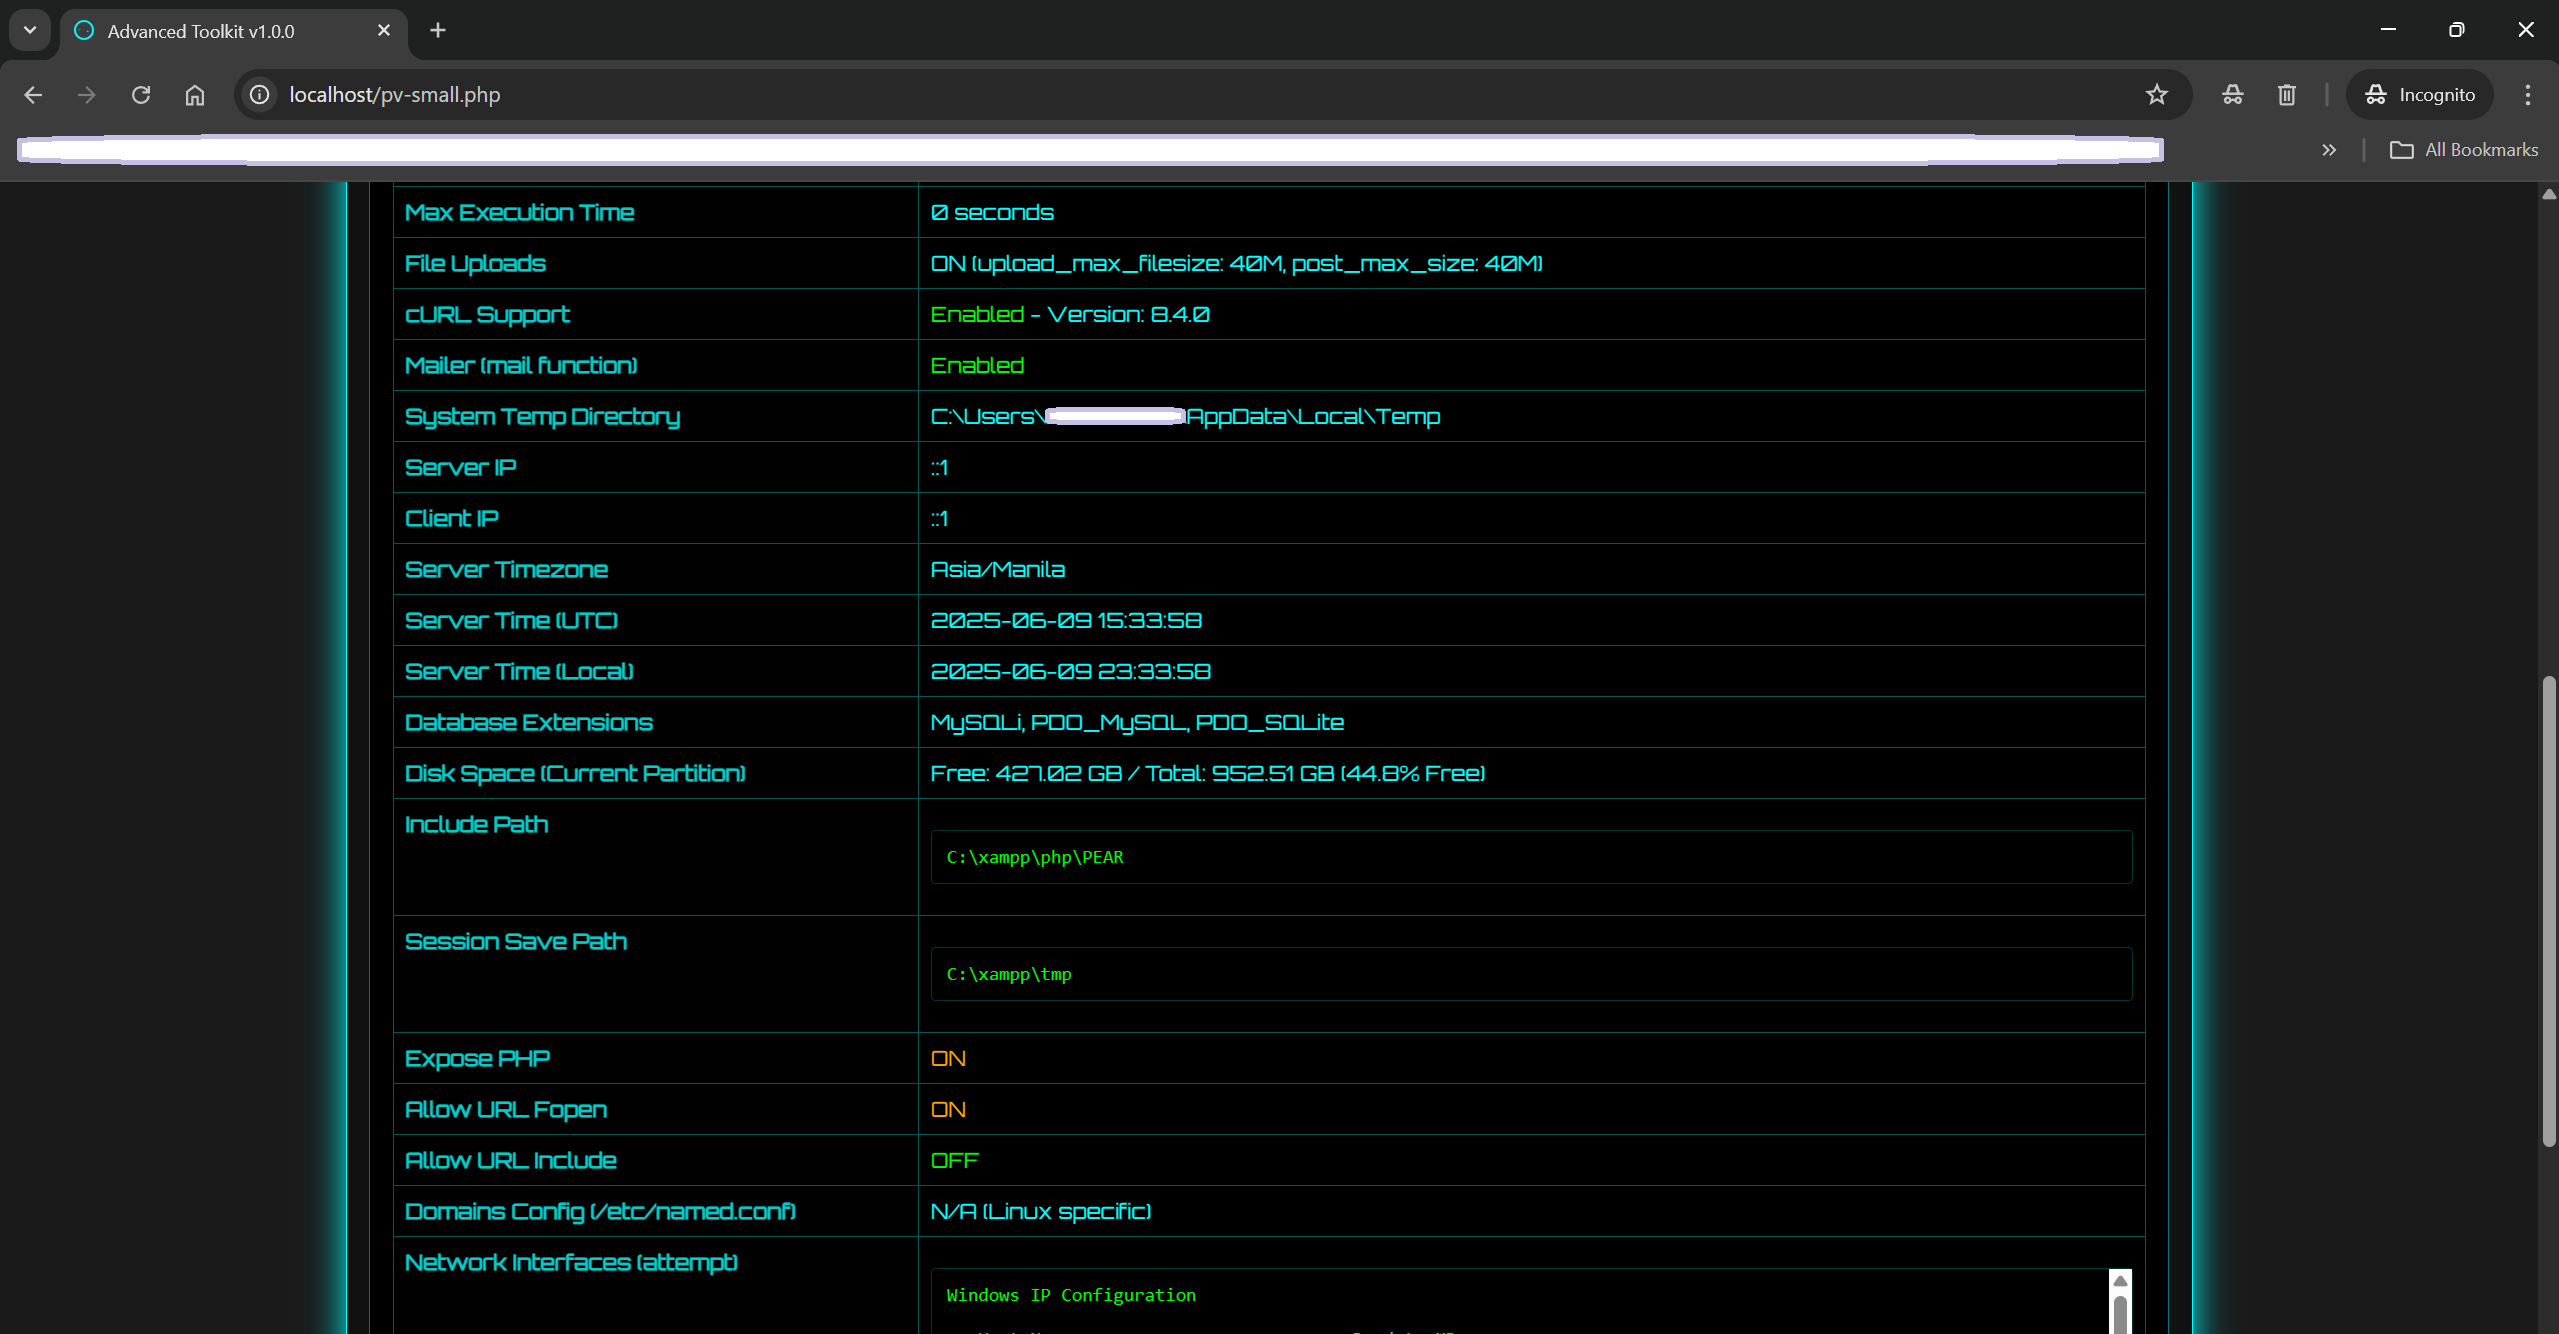 Advanced Toolkit v1.0.0
localhost/pv-small.php
Incognito
All Bookmarks
Max Execution Time 0 seconds
File Uploads ON (upload_max_filesize: 40M, post_max_size: 40M)
cURL Support Enabled - Version: 8.4.0
Mailer (mail function) Enabled
System Temp Directory C:\Users\ AppData\Local\Temp
Server IP ::1
Client IP ::1
Server Timezone Asia/Manila
Server Time (UTC) 2025-06-09 15:33:58
Server Time (Local) 2025-06-09 23:33:58
Database Extensions MySQLi, PDO_MySQL, PDO_SQLite
Disk Space (Current Partition) Free: 427.02 GB / Total: 952.51 GB (44.8% Free)
Include Path
C:\xampp\php\PEAR
Session Save Path
C:\xampp\tmp
Expose PHP ON
Allow URL Fopen ON
Allow URL Include OFF
Domains Config (/etc/named.conf) N/A (Linux specific)
Network Interfaces (attempt)
Windows IP Configuration